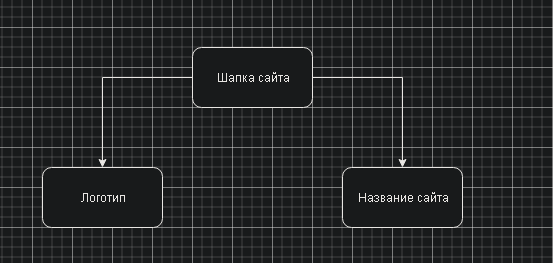 Шапка сайта
Логотип
Название сайта